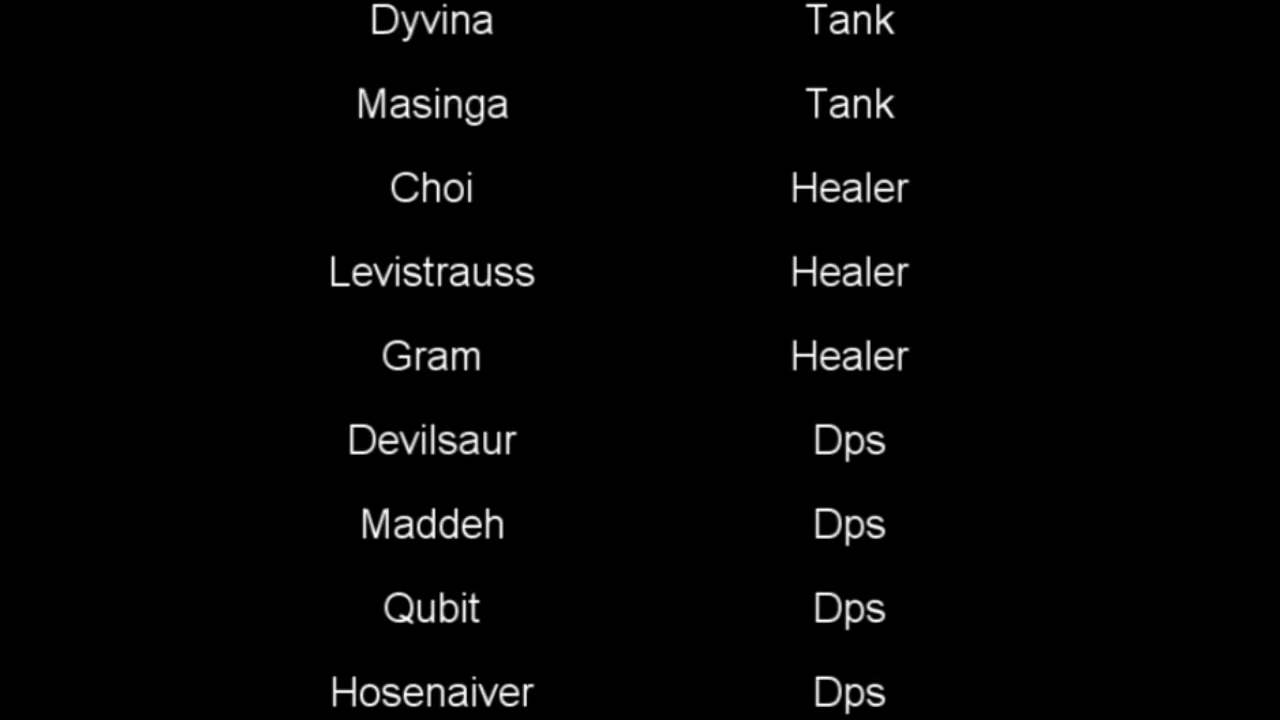 Dyvina Tank
Masinga Tank
Choi Healer
Levistrauss Healer
Gram Healer
Devilsaur Dps
Maddeh Dps
Qubit Dps
Hosenaiver Dps